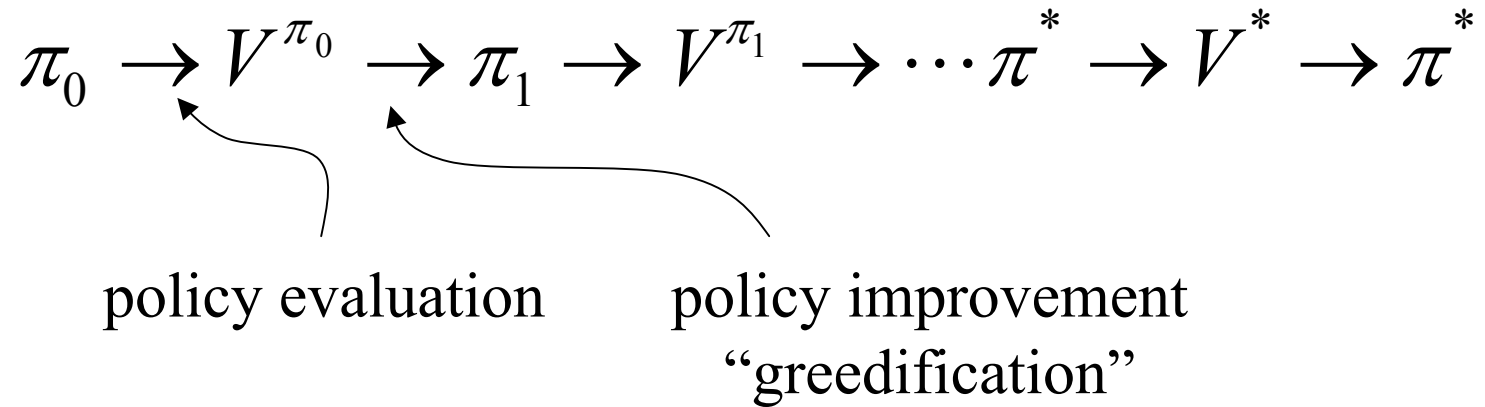 π₀ → V^{π₀} → π₁ → V^{π₁} → ⋯ π* → V* → π*
policy evaluation policy improvement
“greedification”